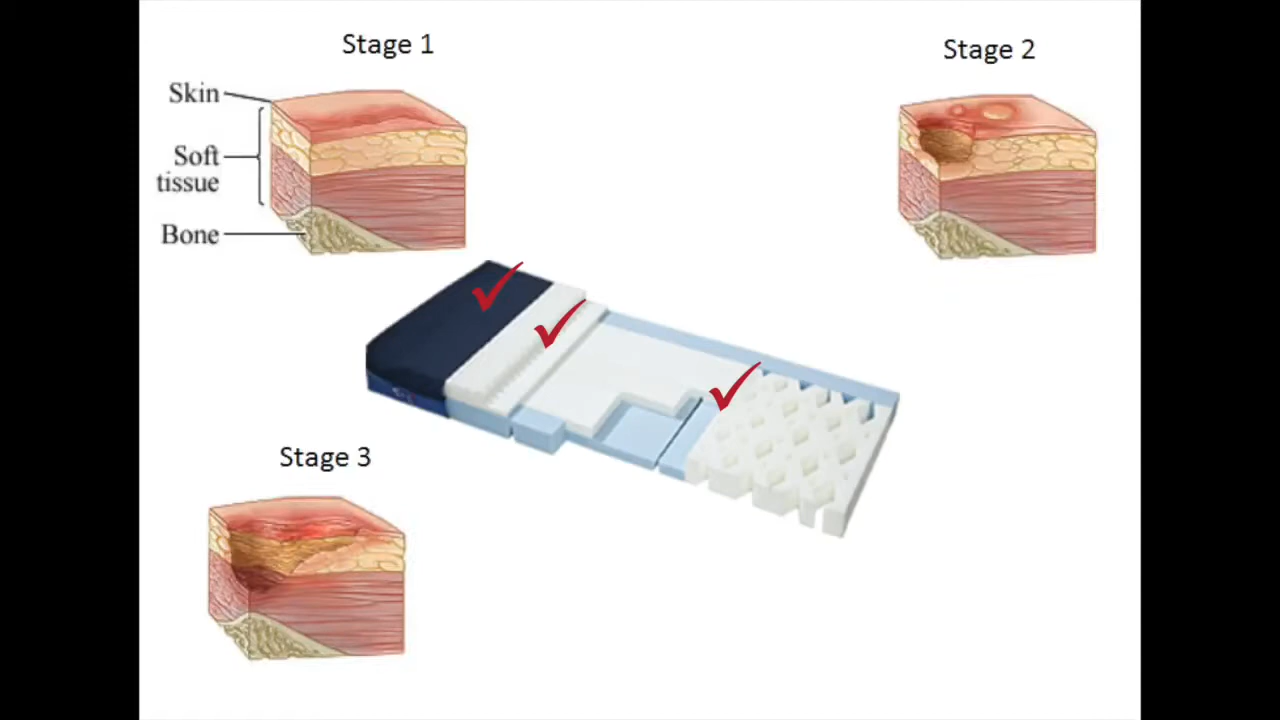 Stage 1
Stage 2
Skin
Soft
tissue
Bone
Stage 3